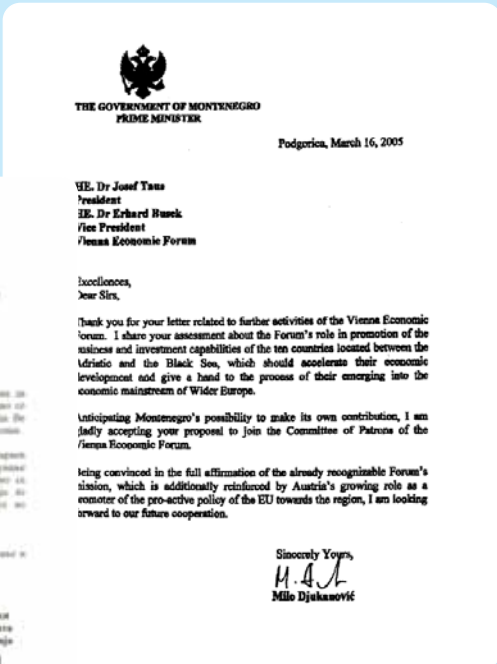 THE GOVERNMENT OF MONTENEGRO
PRIME MINISTER
Podgorica, March 16, 2005
HE. Dr Josef Taus
President
HE. Dr Erhard Busek
Vice President
Vienna Economic Forum
Excellences,
Dear Sirs,
Thank you for your letter related to further activities of the Vienna Economic
Forum. I share your assessment about the Forum's role in promotion of the
business and investment capabilities of the ten countries located between the
Adriatic and the Black Sea, which should accelerate their economic
development and give a hand to the process of their emerging into the
economic mainstream of Wider Europe.
Anticipating Montenegro's possibility to make its own contribution, I am
gladly accepting your proposal to join the Committee of Patrons of the
Vienna Economic Forum.
Being convinced in the full affirmation of the already recognizable Forum's
mission, which is additionally reinforced by Austria's growing role as a
promoter of the pro-active policy of the EU towards the region, I am looking
forward to our future cooperation.
Sincerely Yours,
Milo Djukanović